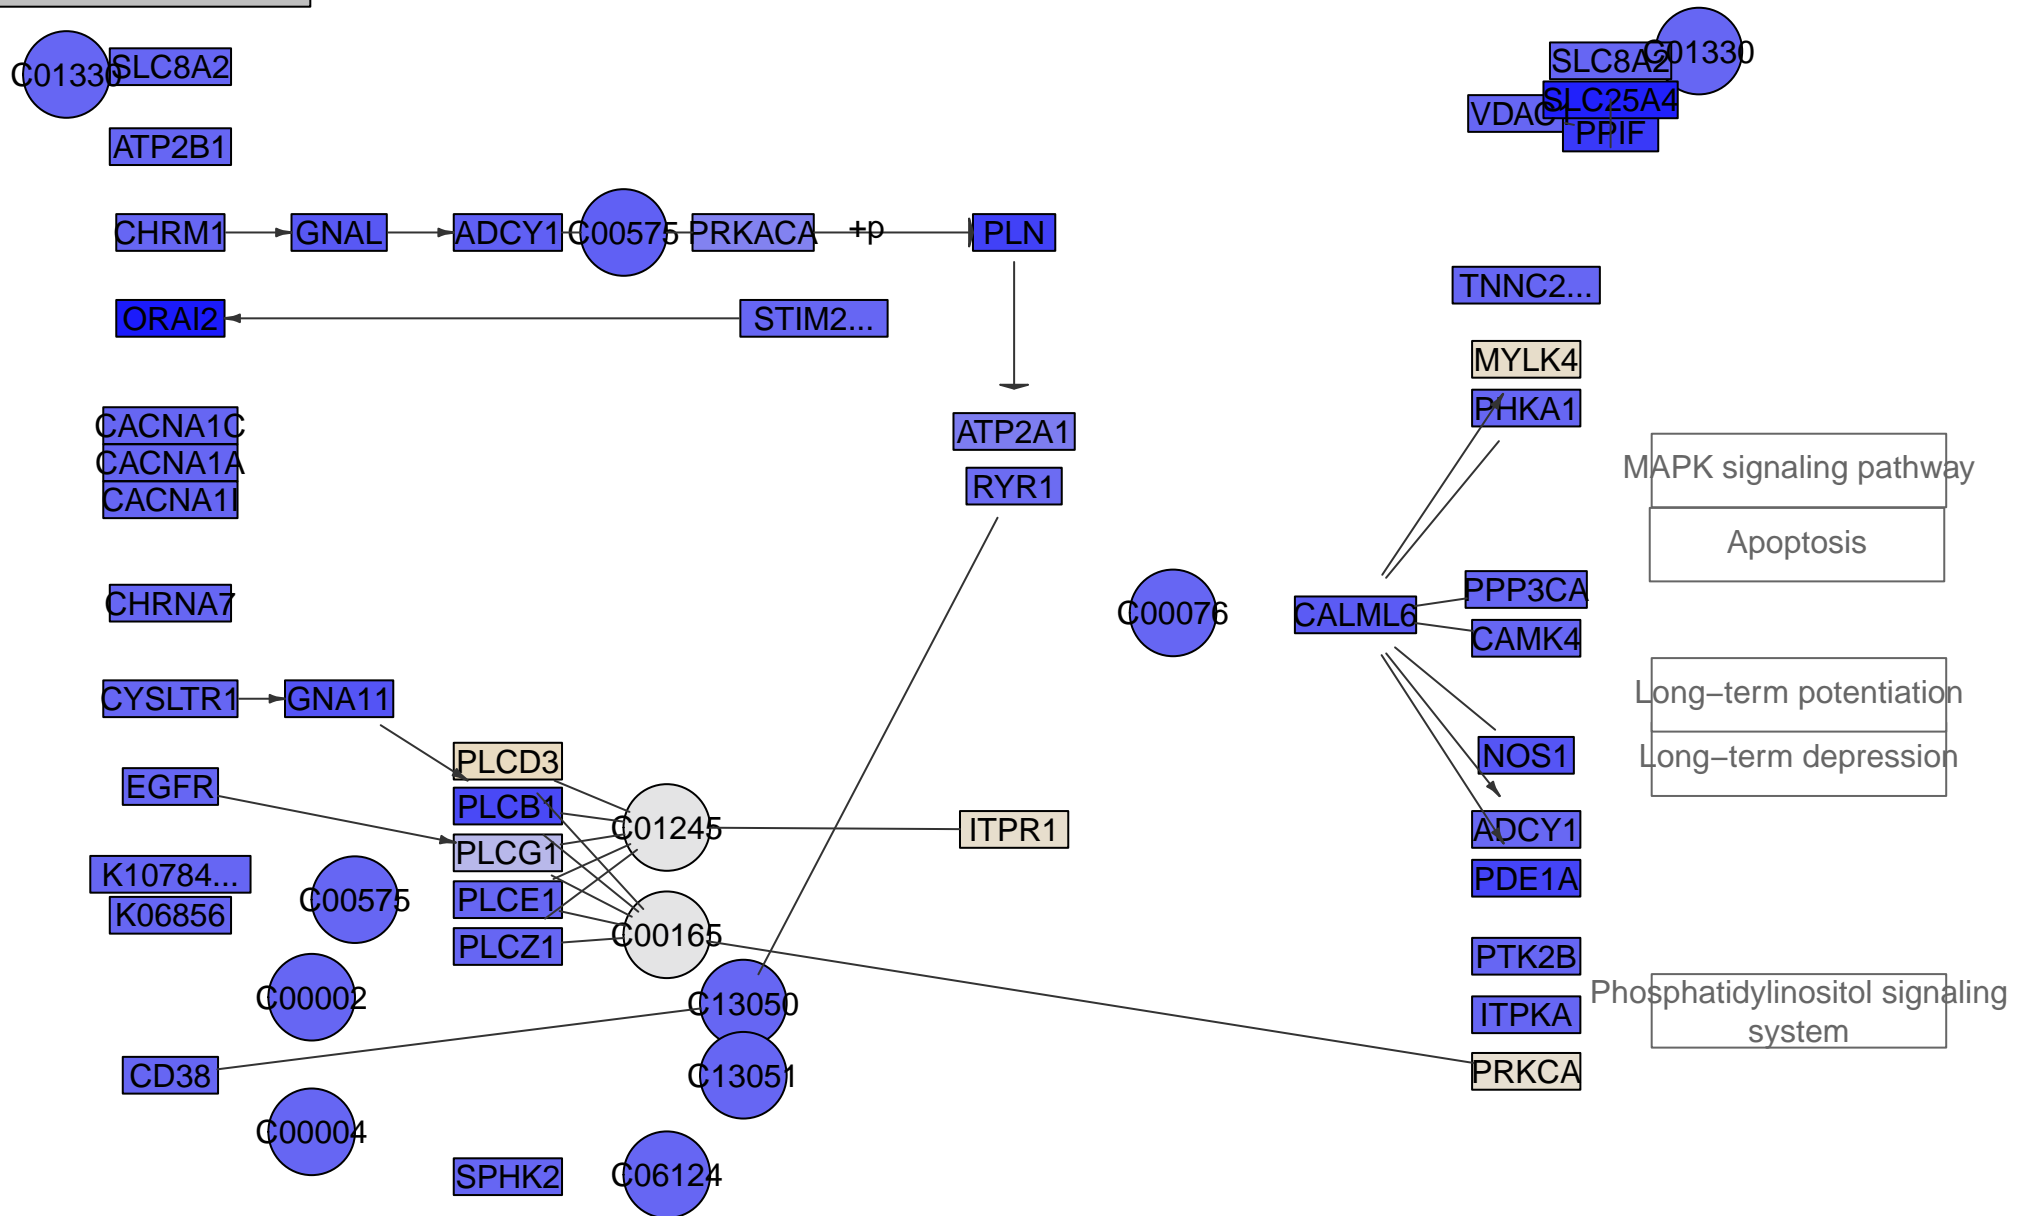 C01330
SLC8A2
SLC8A2
C01330
SLC25A4
VDAC1
PPIF
ATP2B1
CHRM1
GNAL
ADCY1
C00575
PRKACA
+p
PLN
TNNC2...
ORAI2
STIM2...
MYLK4
PHKA1
CACNA1C
CACNA1A
CACNA1I
ATP2A1
RYR1
MAPK signaling pathway
Apoptosis
CHRNA7
C00076
CALML6
PPP3CA
CAMK4
CYSLTR1
GNA11
Long−term potentiation
Long−term depression
NOS1
PLCD3
EGFR
PLCB1
C01245
ITPR1
ADCY1
PLCG1
K10784...
PDE1A
C00575
PLCE1
K06856
C00165
PLCZ1
PTK2B
C00002
C13050
Phosphatidylinositol signaling
system
ITPKA
CD38
C13051
PRKCA
C00004
SPHK2
C06124